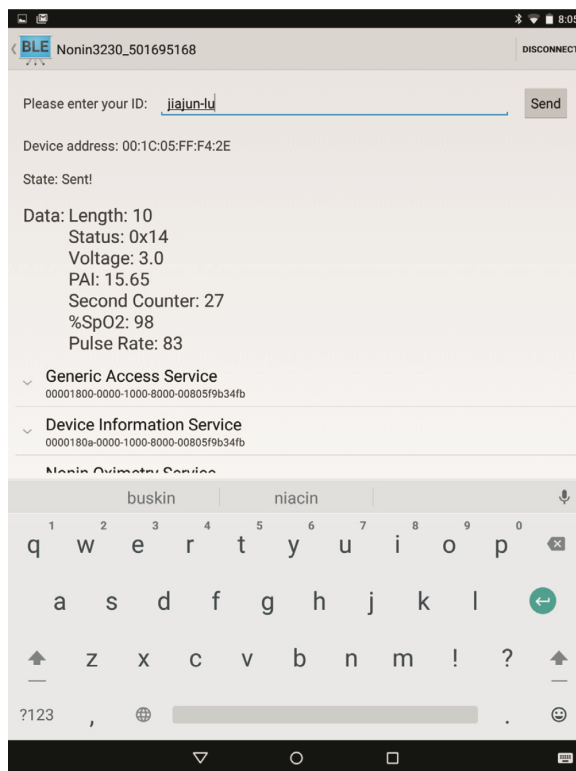 8:05
BLE Nonin3230_501695168 DISCONNECT
Please enter your ID: jiajun-lu Send
Device address: 00:1C:05:FF:F4:2E
State: Sent!
Data: Length: 10
Status: 0x14
Voltage: 3.0
PAI: 15.65
Second Counter: 27
%SpO2: 98
Pulse Rate: 83
Generic Access Service
00001800-0000-1000-8000-00805f9b34fb
Device Information Service
0000180a-0000-1000-8000-00805f9b34fb
Nonin Oximetry Service
buskin niacin
1 2 3 4 5 6 7 8 9 0
q w e r t y u i o p
a s d f g h j k l
z x c v b n m ! ?
?123 , .